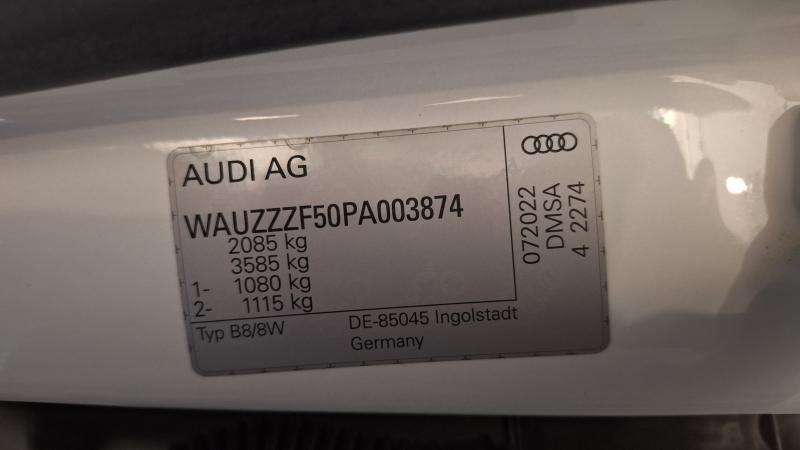 AUDI AG
WAUZZZF50PA003874
2085 kg
3585 kg
1- 1080 kg
2- 1115 kg
Typ B8/8W
DE-85045 Ingolstadt
Germany
072022
DMSA
4 2274